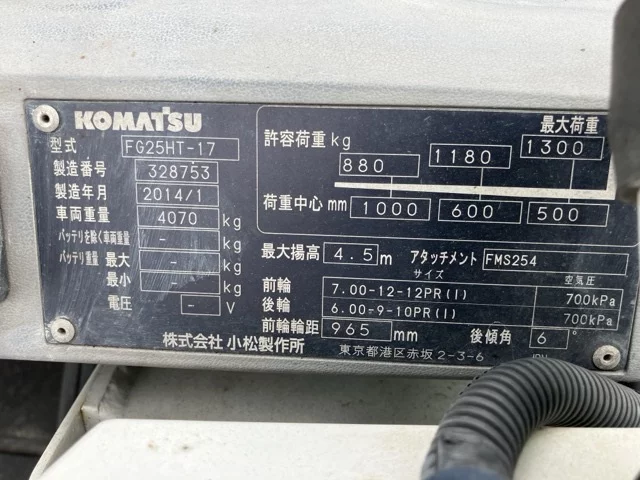 KOMATSU
型式 FG25HT-17
製造番号 328753
製造年月 2014/1
車両重量 4070 kg
バッテリを除く車両重量 - kg
バッテリ重量 最大 - kg
最小 - kg
電圧 - V
最大荷重
許容荷重 kg 880 1180 1300
荷重中心 mm 1000 600 500
最大揚高 4.5 m アタッチメント FMS254
サイズ 空気圧
前輪 7.00-12-12PR(I) 700kPa
後輪 6.00-9-10PR(I) 700kPa
前輪輪距 965 mm 後傾角 6 °
株式会社 小松製作所 東京都港区赤坂 2-3-6